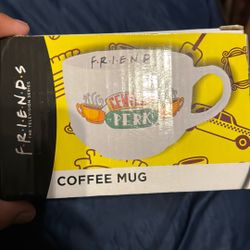 F·R·I·E·N·D·S
THE TELEVISION SERIES
F·R·I·E·N·D
CENTRAL
PERK
COFFEE MUG